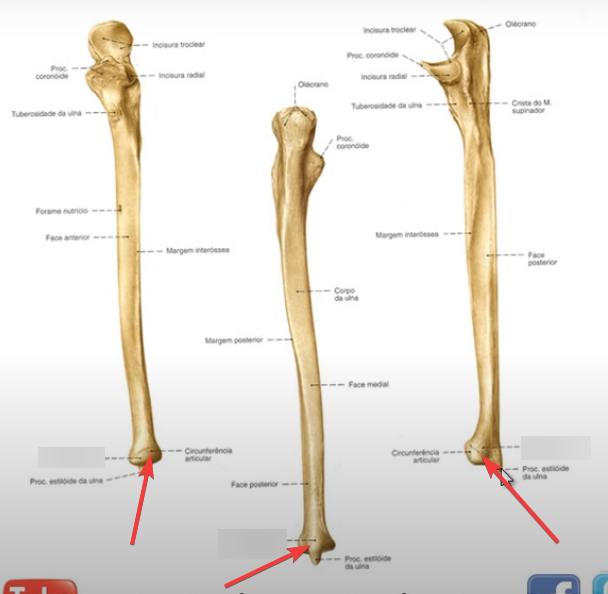 Incisura troclear
Proc.
coronóide
Incisura radial
Tuberosidade da ulna
Forame nutrício
Face anterior
Margem interóssea
Circunferência
articular
Proc. estilóide da ulna
Olécrano
Proc.
coronóide
Corpo
da ulna
Margem posterior
Face medial
Face posterior
Proc. estilóide
da ulna
Incisura troclear
Olécrano
Proc. coronóide
Incisura radial
Tuberosidade da ulna
Crista do M.
supinador
Margem interóssea
Face
posterior
Circunferência
articular
Proc. estilóide
da ulna